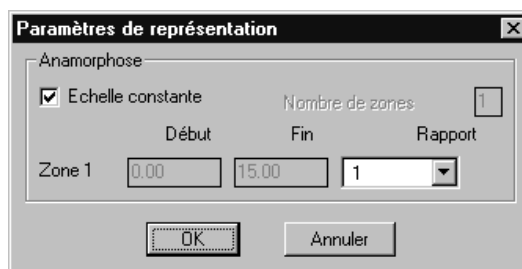 Paramètres de représentation
Anamorphose
Echelle constante Nombre de zones 1
Début Fin Rapport
Zone 1 0.00 15.00 1
OK Annuler